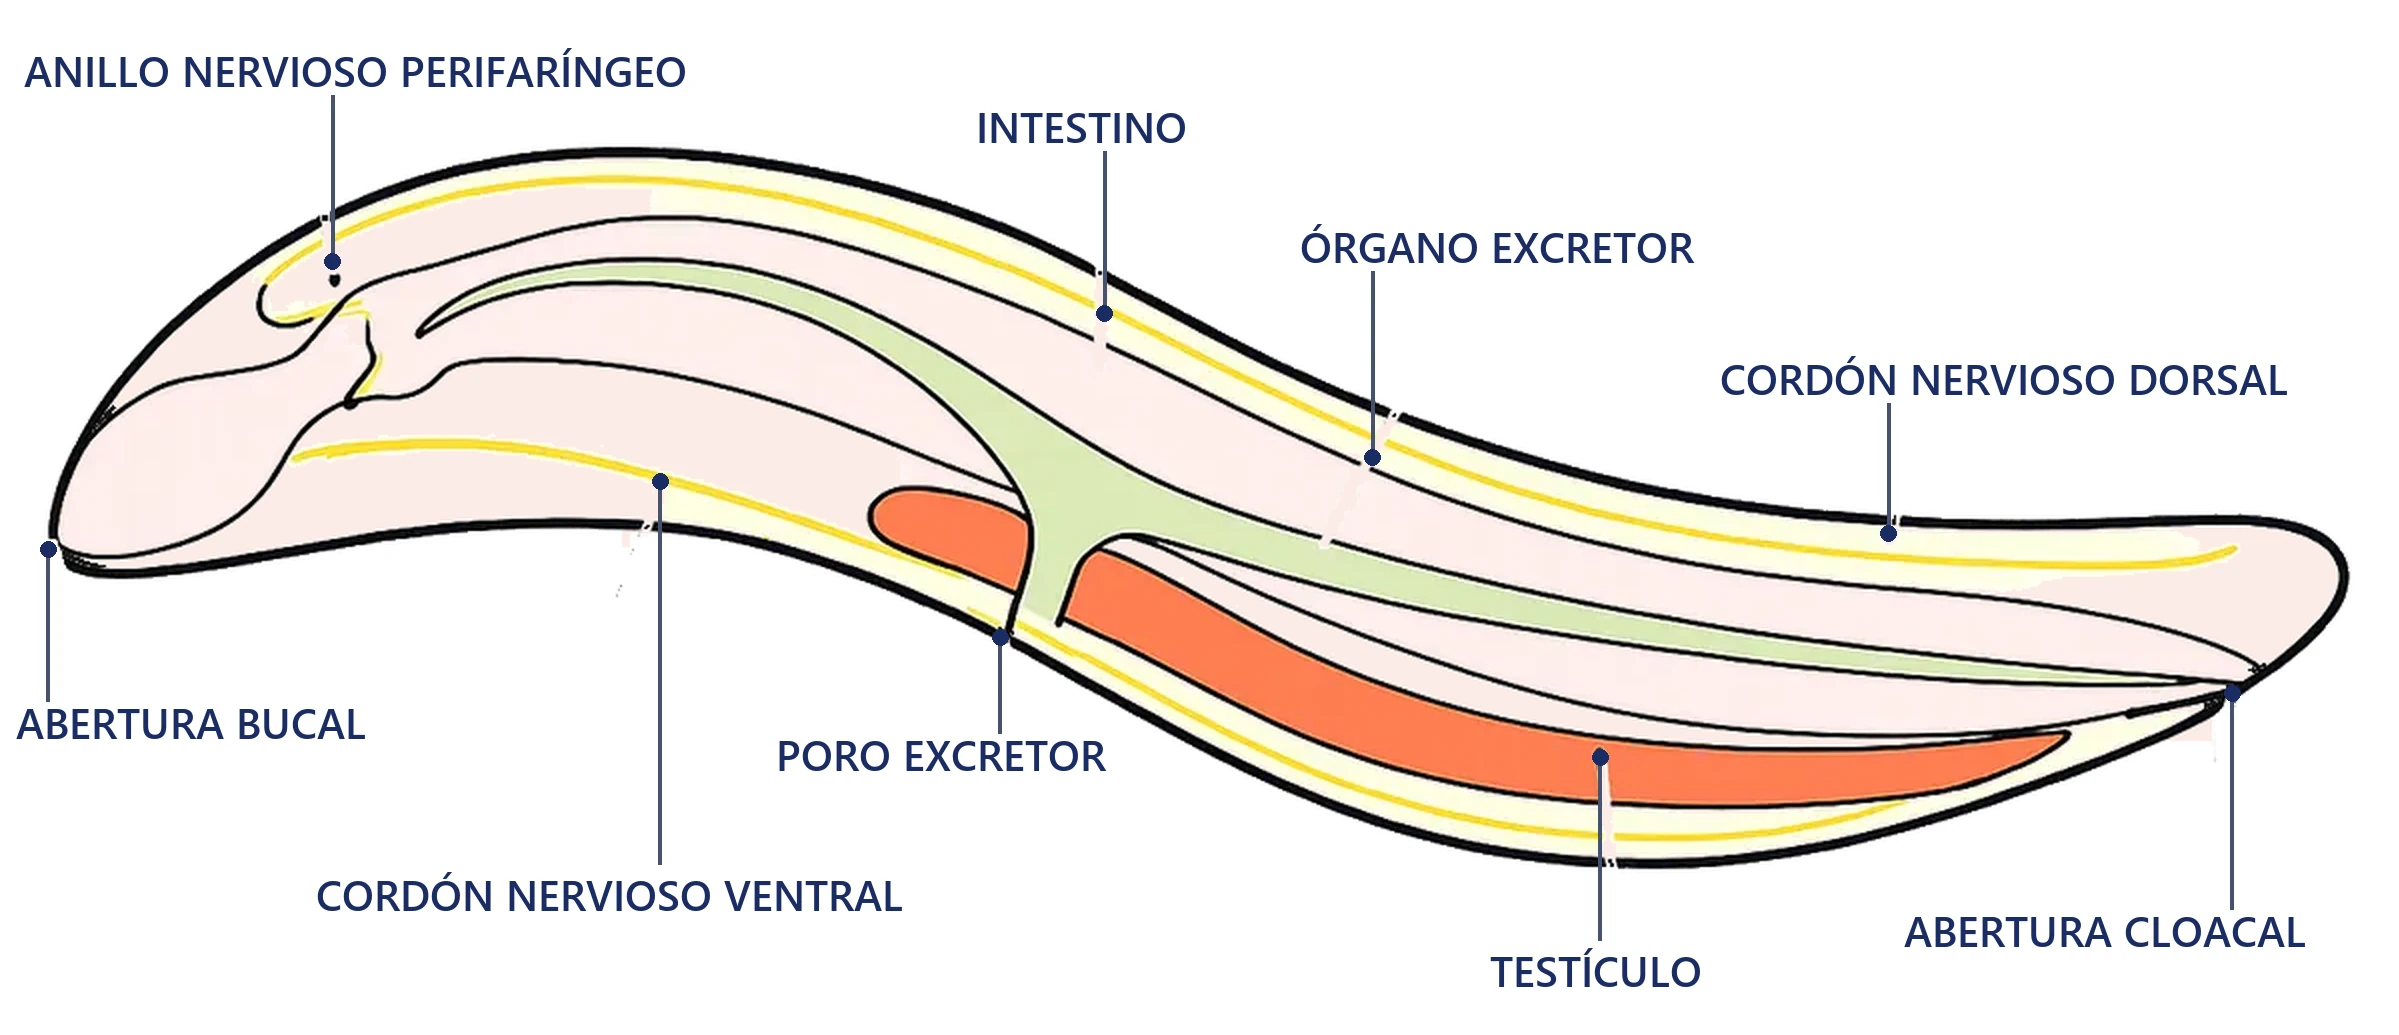 ANILLO NERVIOSO PERIFARÍNGEO
INTESTINO
ÓRGANO EXCRETOR
CORDÓN NERVIOSO DORSAL
ABERTURA BUCAL
PORO EXCRETOR
CORDÓN NERVIOSO VENTRAL
ABERTURA CLOACAL
TESTÍCULO